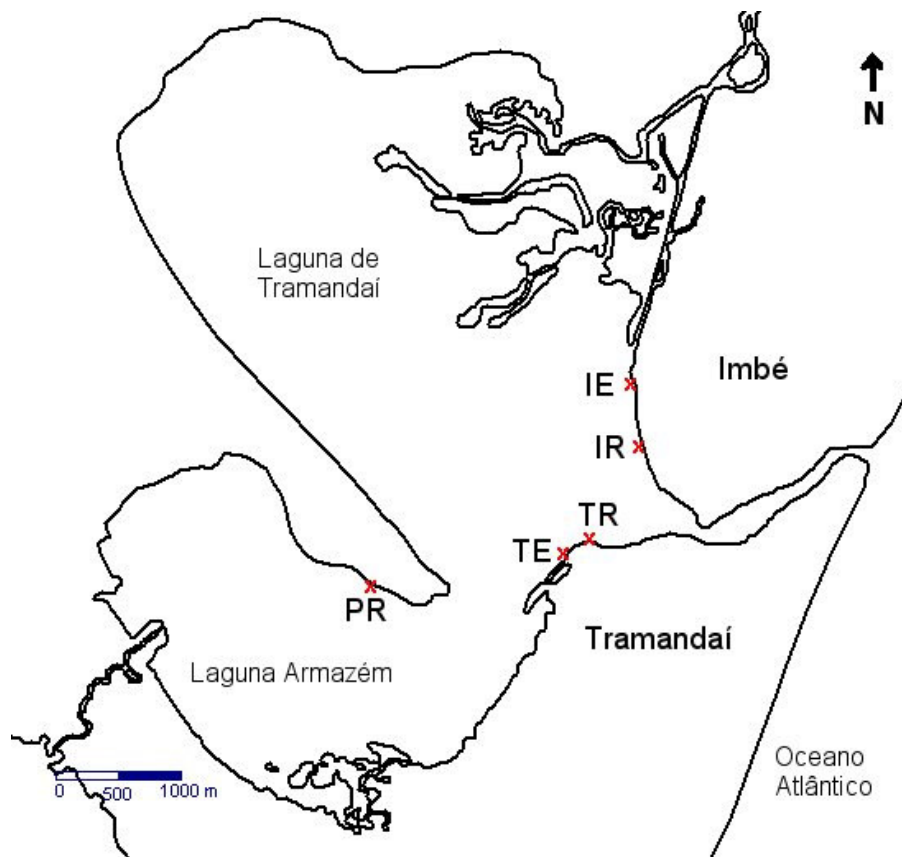 N
Laguna de
Tramandaí
Imbé
IE
IR
TR
TE
PR
Tramandaí
Laguna Armazém
Oceano
Atlântico
0 500 1000 m